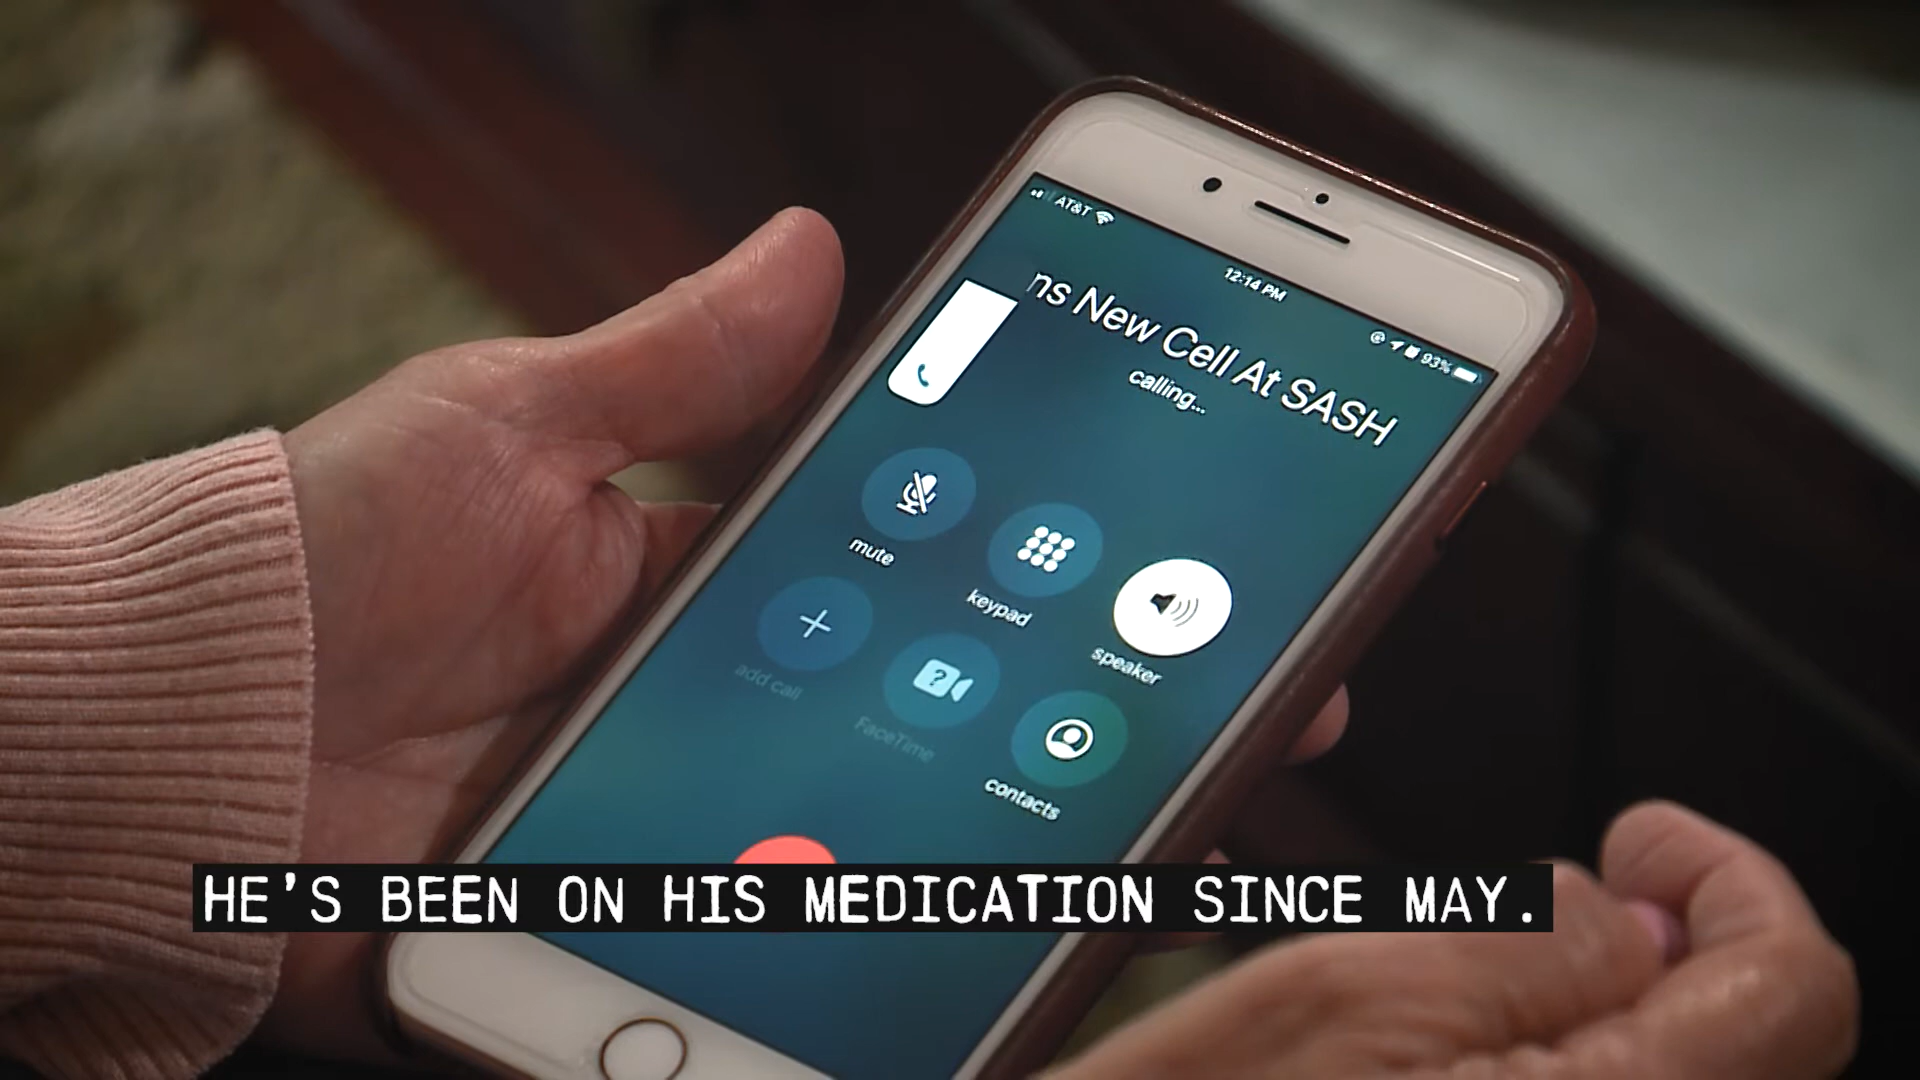 AT&T
12:14 PM
93%
ns New Cell At SASH
calling...
mute
keypad
speaker
add call
FaceTime
contacts
HE'S BEEN ON HIS MEDICATION SINCE MAY.